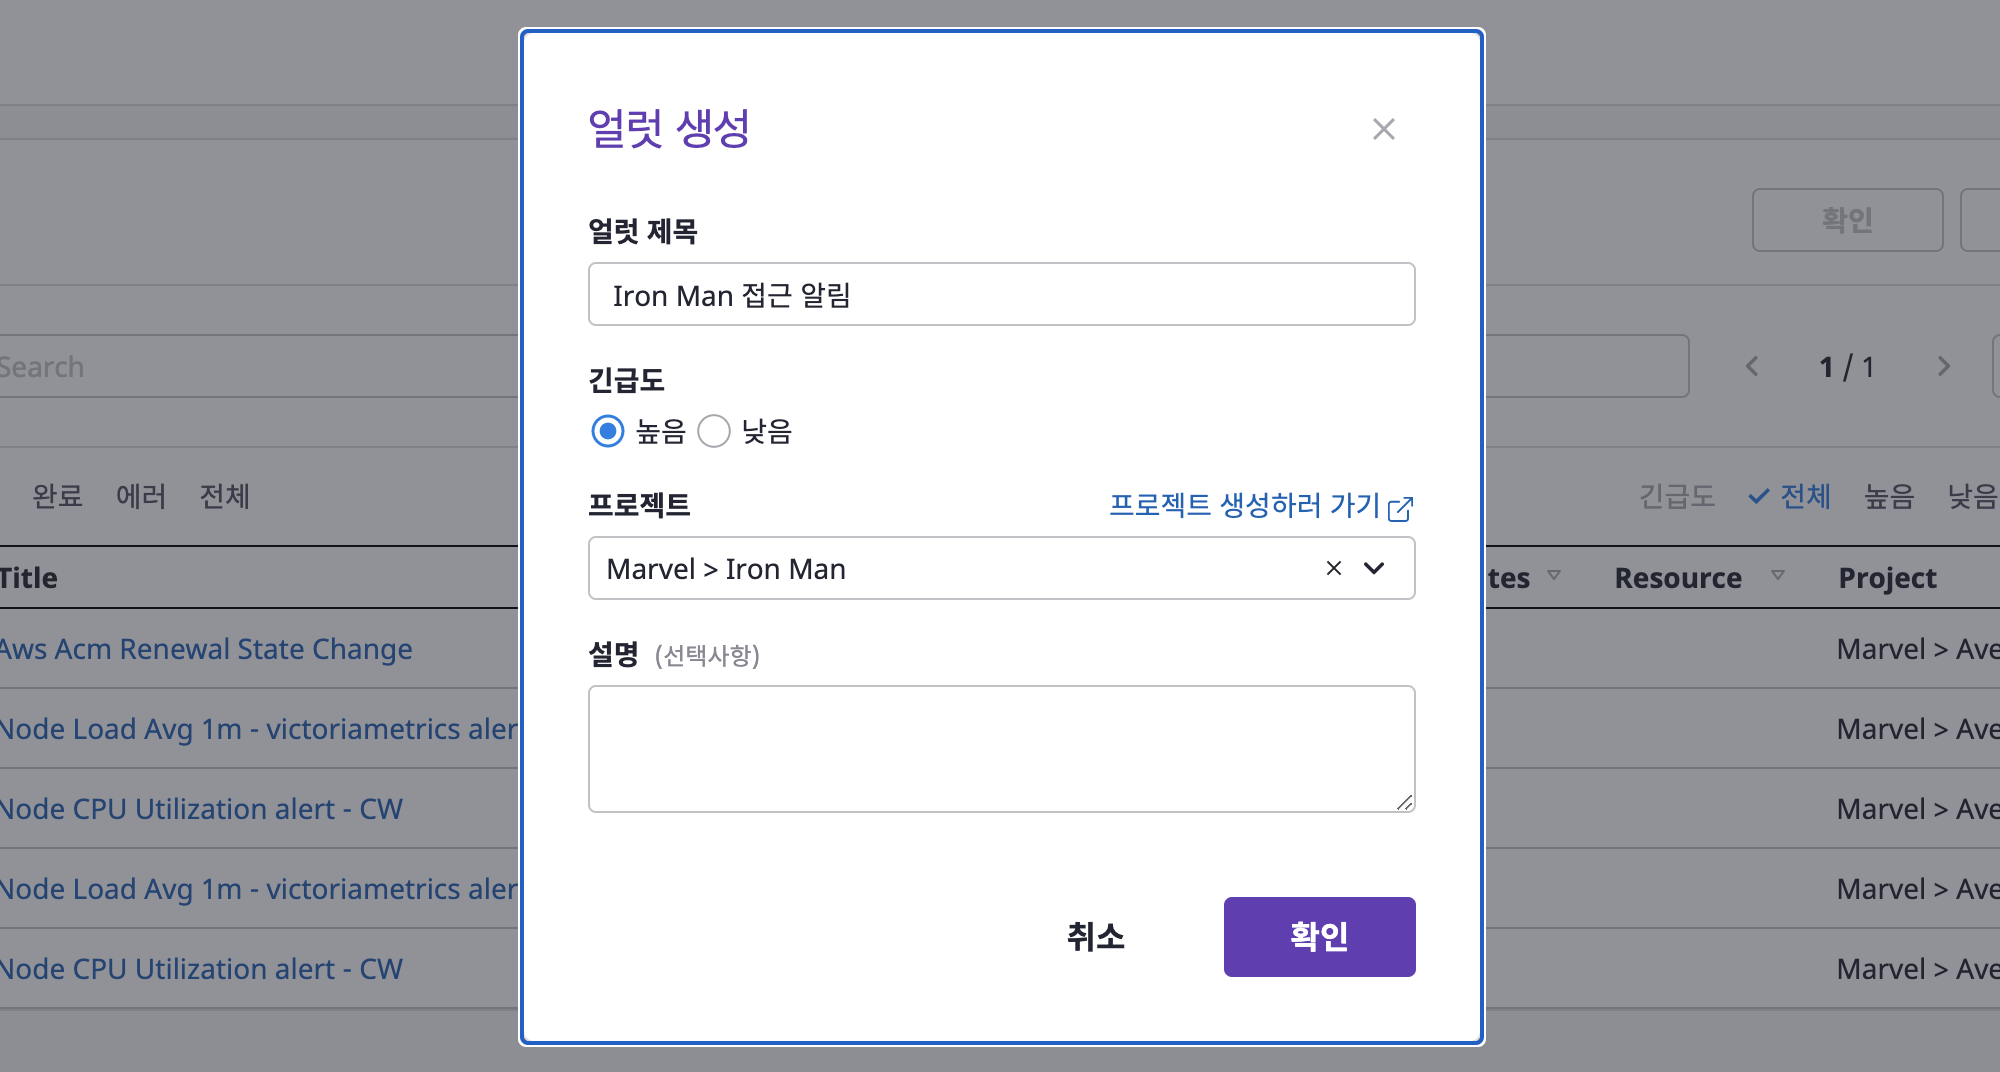 얼럿 생성
얼럿 제목
Iron Man 접근 알림
긴급도
높음 낮음
프로젝트 프로젝트 생성하러 가기
Marvel > Iron Man
설명 (선택사항)
취소 확인
확인
Search
1 / 1
완료 에러 전체
긴급도 전체 높음 낮음
Title tes Resource Project
Aws Acm Renewal State Change Marvel > Ave
Node Load Avg 1m - victoriametrics aler Marvel > Ave
Node CPU Utilization alert - CW Marvel > Ave
Node Load Avg 1m - victoriametrics aler Marvel > Ave
Node CPU Utilization alert - CW Marvel > Ave